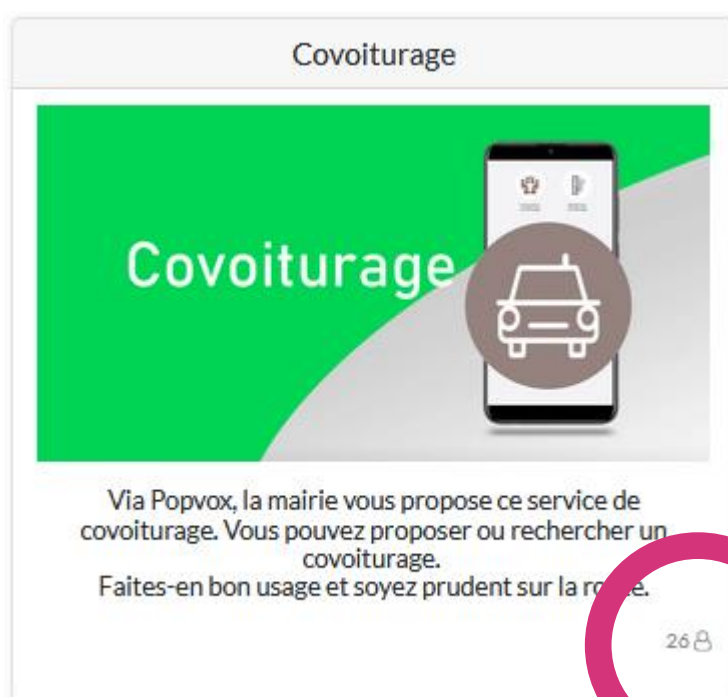 Covoiturage
Covoiturage
Via Popvox, la mairie vous propose ce service de
covoiturage. Vous pouvez proposer ou rechercher un
covoiturage.
Faites-en bon usage et soyez prudent sur la
26